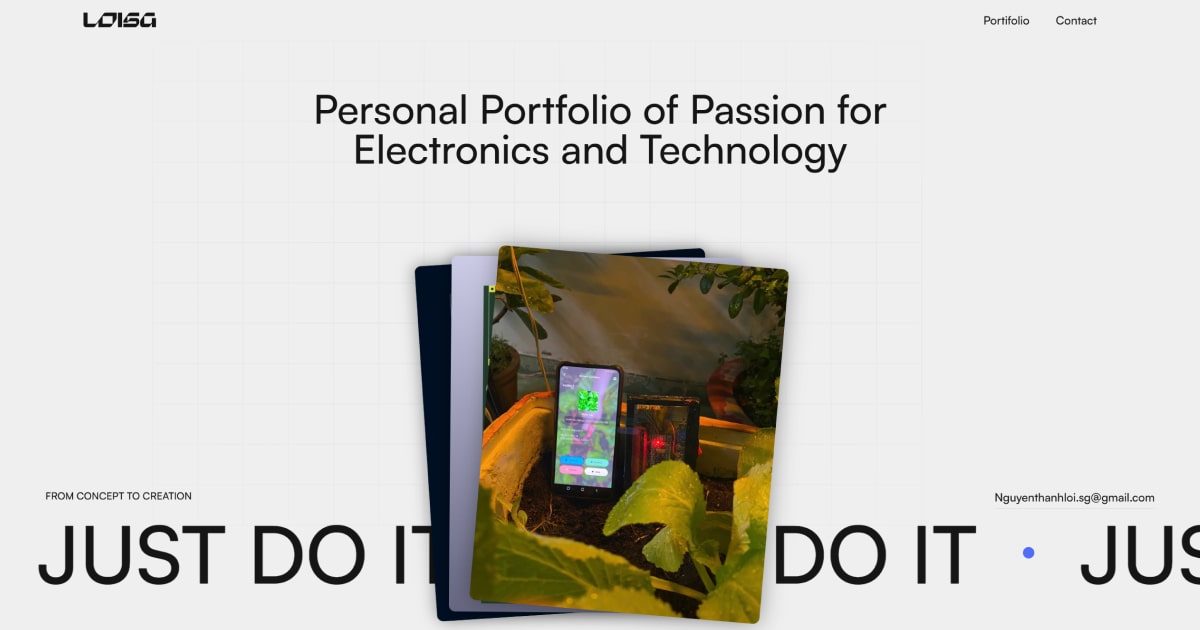 LOISG
Portifolio
Contact
Personal Portfolio of Passion for
Electronics and Technology
FROM CONCEPT TO CREATION
Nguyenthanhloi.sg@gmail.com
JUST DO IT DO IT • JUS